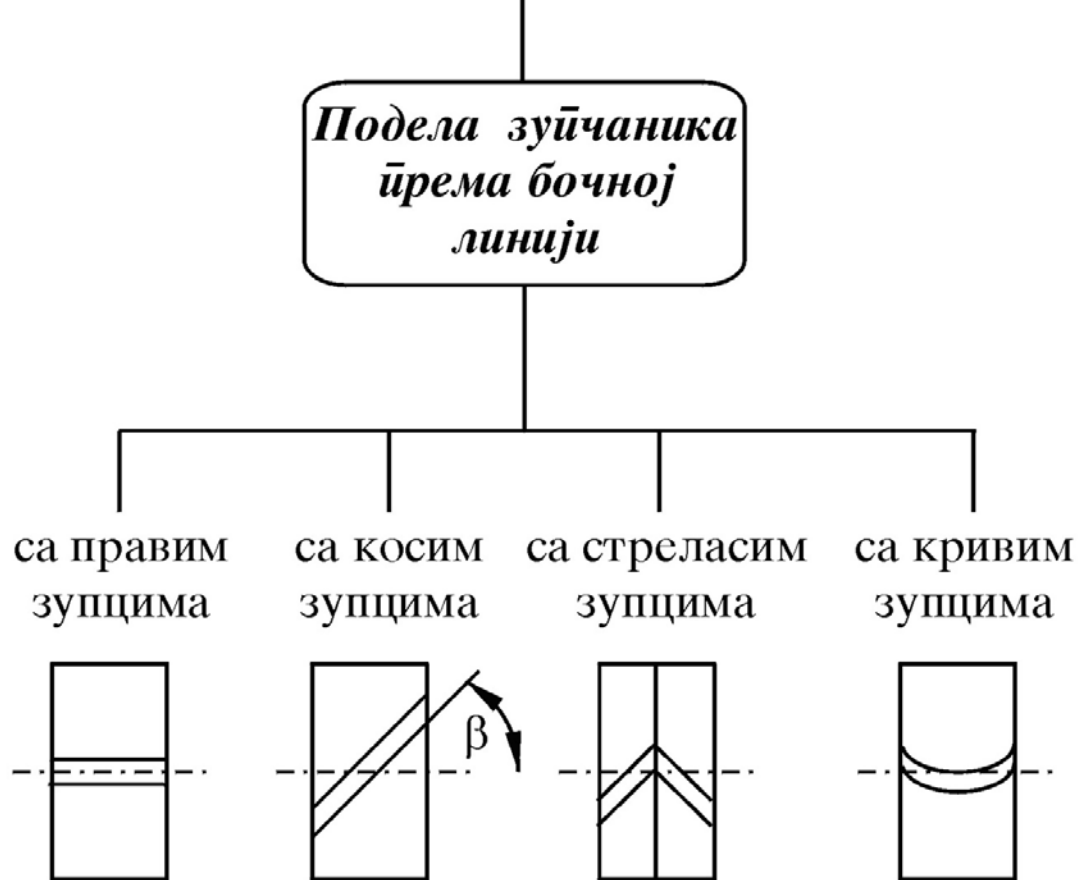 Подела зупчаника
према бочној
линији
са правим
зупцима
са косим
зупцима
са стреласим
зупцима
са кривим
зупцима
β